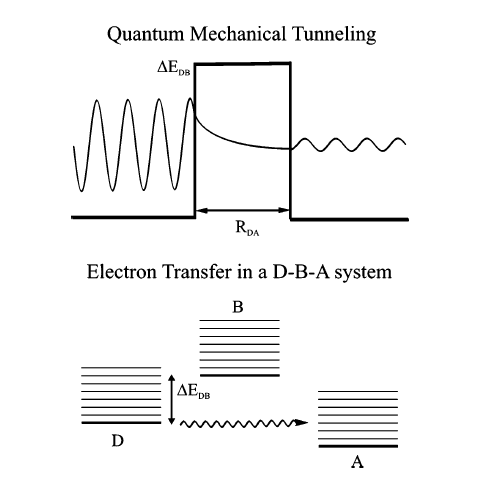 Quantum Mechanical Tunneling
ΔE_DB
R_DA
Electron Transfer in a D-B-A system
B
ΔE_DB
D
A